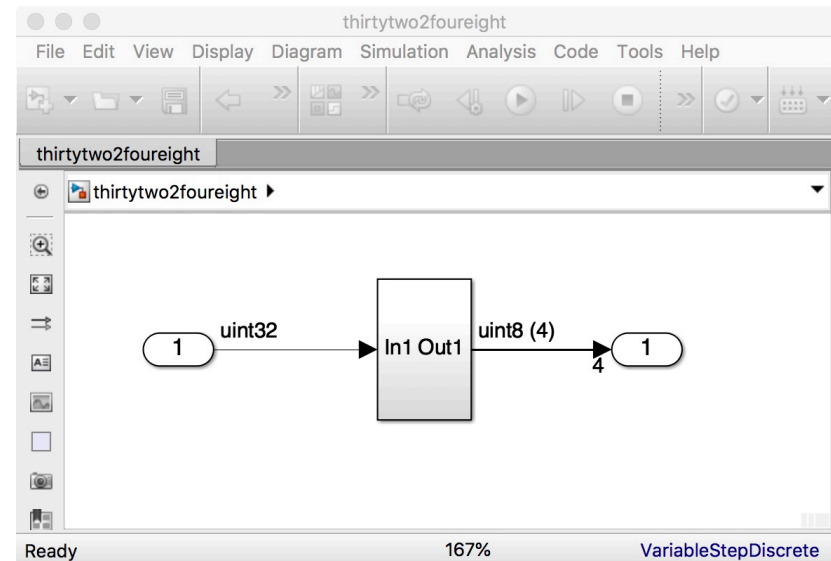 thirtytwo2foureight
File Edit View Display Diagram Simulation Analysis Code Tools Help
thirtytwo2foureight
thirtytwo2foureight
1 uint32 In1 Out1 uint8 (4) 4 1
Ready 167% VariableStepDiscrete